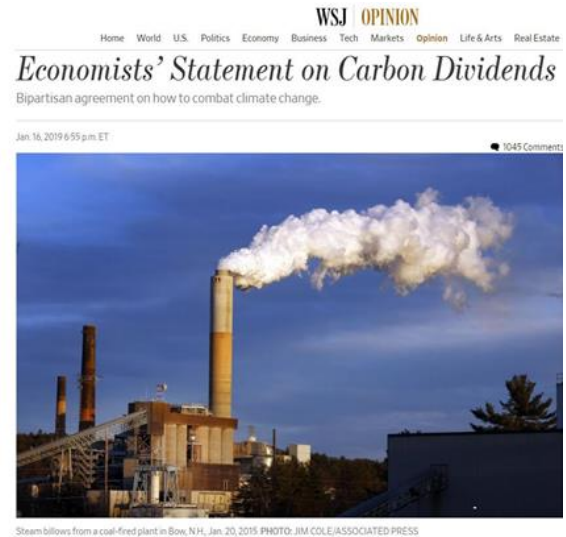 WSJ OPINION
Home World U.S. Politics Economy Business Tech Markets Opinion Life & Arts Real Estate
Economists' Statement on Carbon Dividends
Bipartisan agreement on how to combat climate change.
Jan. 16, 2019 6:55 p.m. ET
1045 Comments
Steam billows from a coal-fired plant in Bow, N.H., Jan. 20, 2015. PHOTO: JIM COLE/ASSOCIATED PRESS